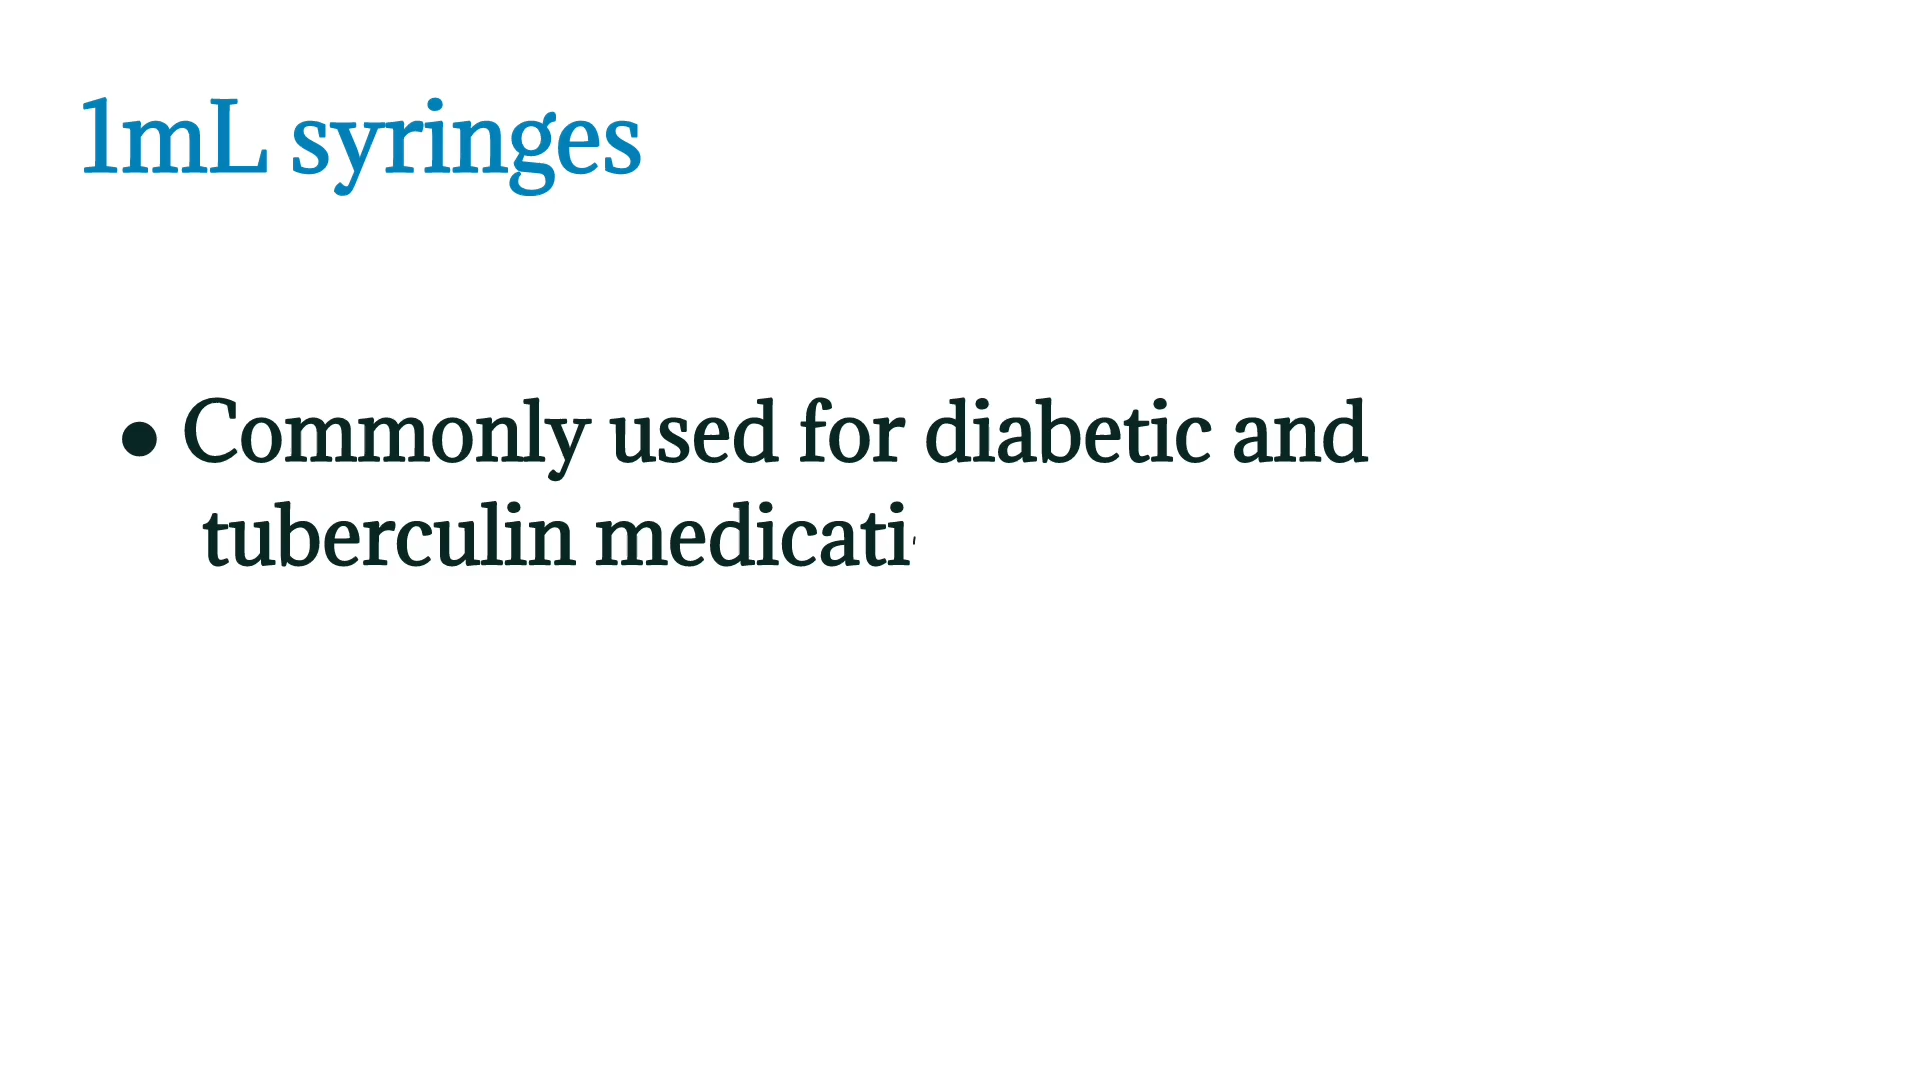 1mL syringes
● Commonly used for diabetic and
tuberculin medicati